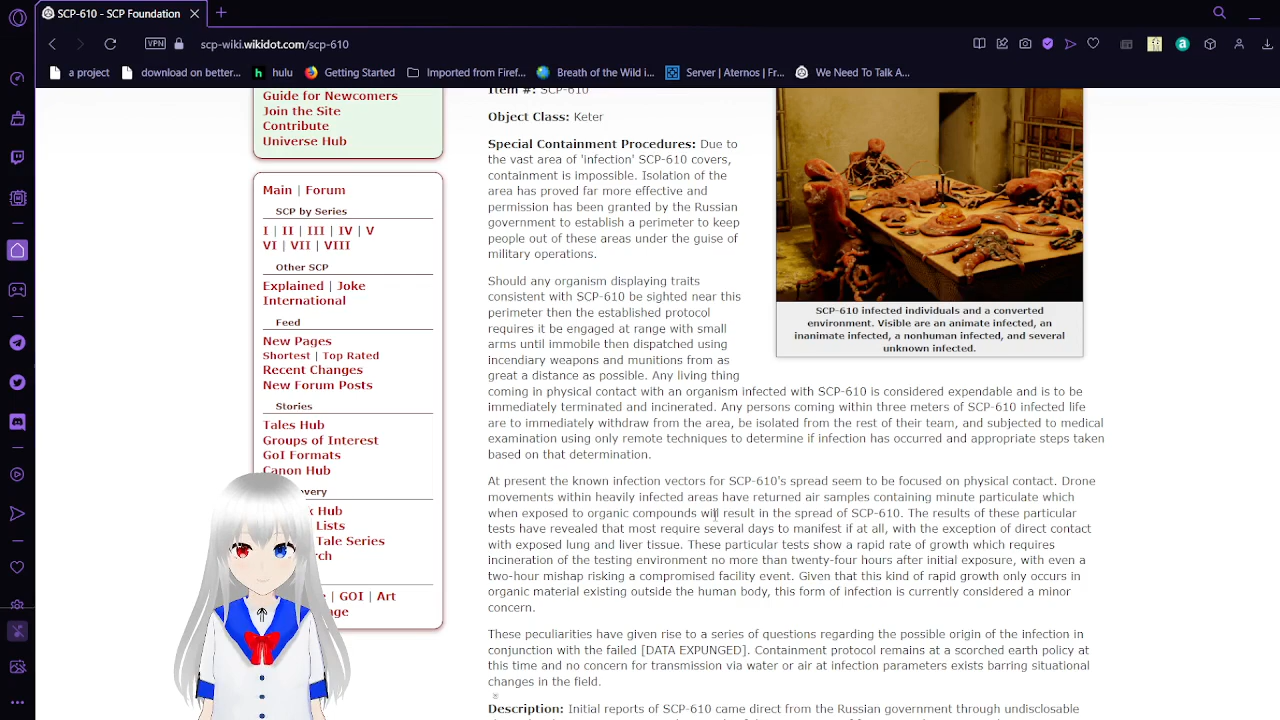 SCP-610 - SCP Foundation
VPN
scp-wiki.wikidot.com/scp-610
a project
download on better...
hulu
Getting Started
Imported from Firef...
Breath of the Wild i...
Server | Aternos | Fr...
We Need To Talk A...
Guide for Newcomers
Join the Site
Contribute
Universe Hub
Main | Forum
SCP by Series
I | II | III | IV | V
VI | VII | VIII
Other SCP
Explained | Joke
International
Feed
New Pages
Shortest | Top Rated
Recent Changes
New Forum Posts
Stories
Tales Hub
Groups of Interest
GoI Formats
Canon Hub
Hub
Lists
Tale Series
| GOI | Art
Item #: SCP-610
Object Class: Keter
Special Containment Procedures: Due to
the vast area of 'infection' SCP-610 covers,
containment is impossible. Isolation of the
area has proved far more effective and
permission has been granted by the Russian
government to establish a perimeter to keep
people out of these areas under the guise of
military operations.
SCP-610 infected individuals and a converted
environment. Visible are an animate infected, an
inanimate infected, a nonhuman infected, and several
unknown infected.
Should any organism displaying traits
consistent with SCP-610 be sighted near this
perimeter then the established protocol
requires it be engaged at range with small
arms until immobile then dispatched using
incendiary weapons and munitions from as
great a distance as possible. Any living thing
coming in physical contact with an organism infected with SCP-610 is considered expendable and is to be
immediately terminated and incinerated. Any persons coming within three meters of SCP-610 infected life
are to immediately withdraw from the area, be isolated from the rest of their team, and subjected to medical
examination using only remote techniques to determine if infection has occurred and appropriate steps taken
based on that determination.
At present the known infection vectors for SCP-610's spread seem to be focused on physical contact. Drone
movements within heavily infected areas have returned air samples containing minute particulate which
when exposed to organic compounds will result in the spread of SCP-610. The results of these particular
tests have revealed that most require several days to manifest if at all, with the exception of direct contact
with exposed lung and liver tissue. These particular tests show a rapid rate of growth which requires
incineration of the testing environment no more than twenty-four hours after initial exposure, with even a
two-hour mishap risking a compromised facility event. Given that this kind of rapid growth only occurs in
organic material existing outside the human body, this form of infection is currently considered a minor
concern.
These peculiarities have given rise to a series of questions regarding the possible origin of the infection in
conjunction with the failed [DATA EXPUNGED]. Containment protocol remains at a scorched earth policy at
this time and no concern for transmission via water or air at infection parameters exists barring situational
changes in the field.
Description: Initial reports of SCP-610 came direct from the Russian government through undisclosable